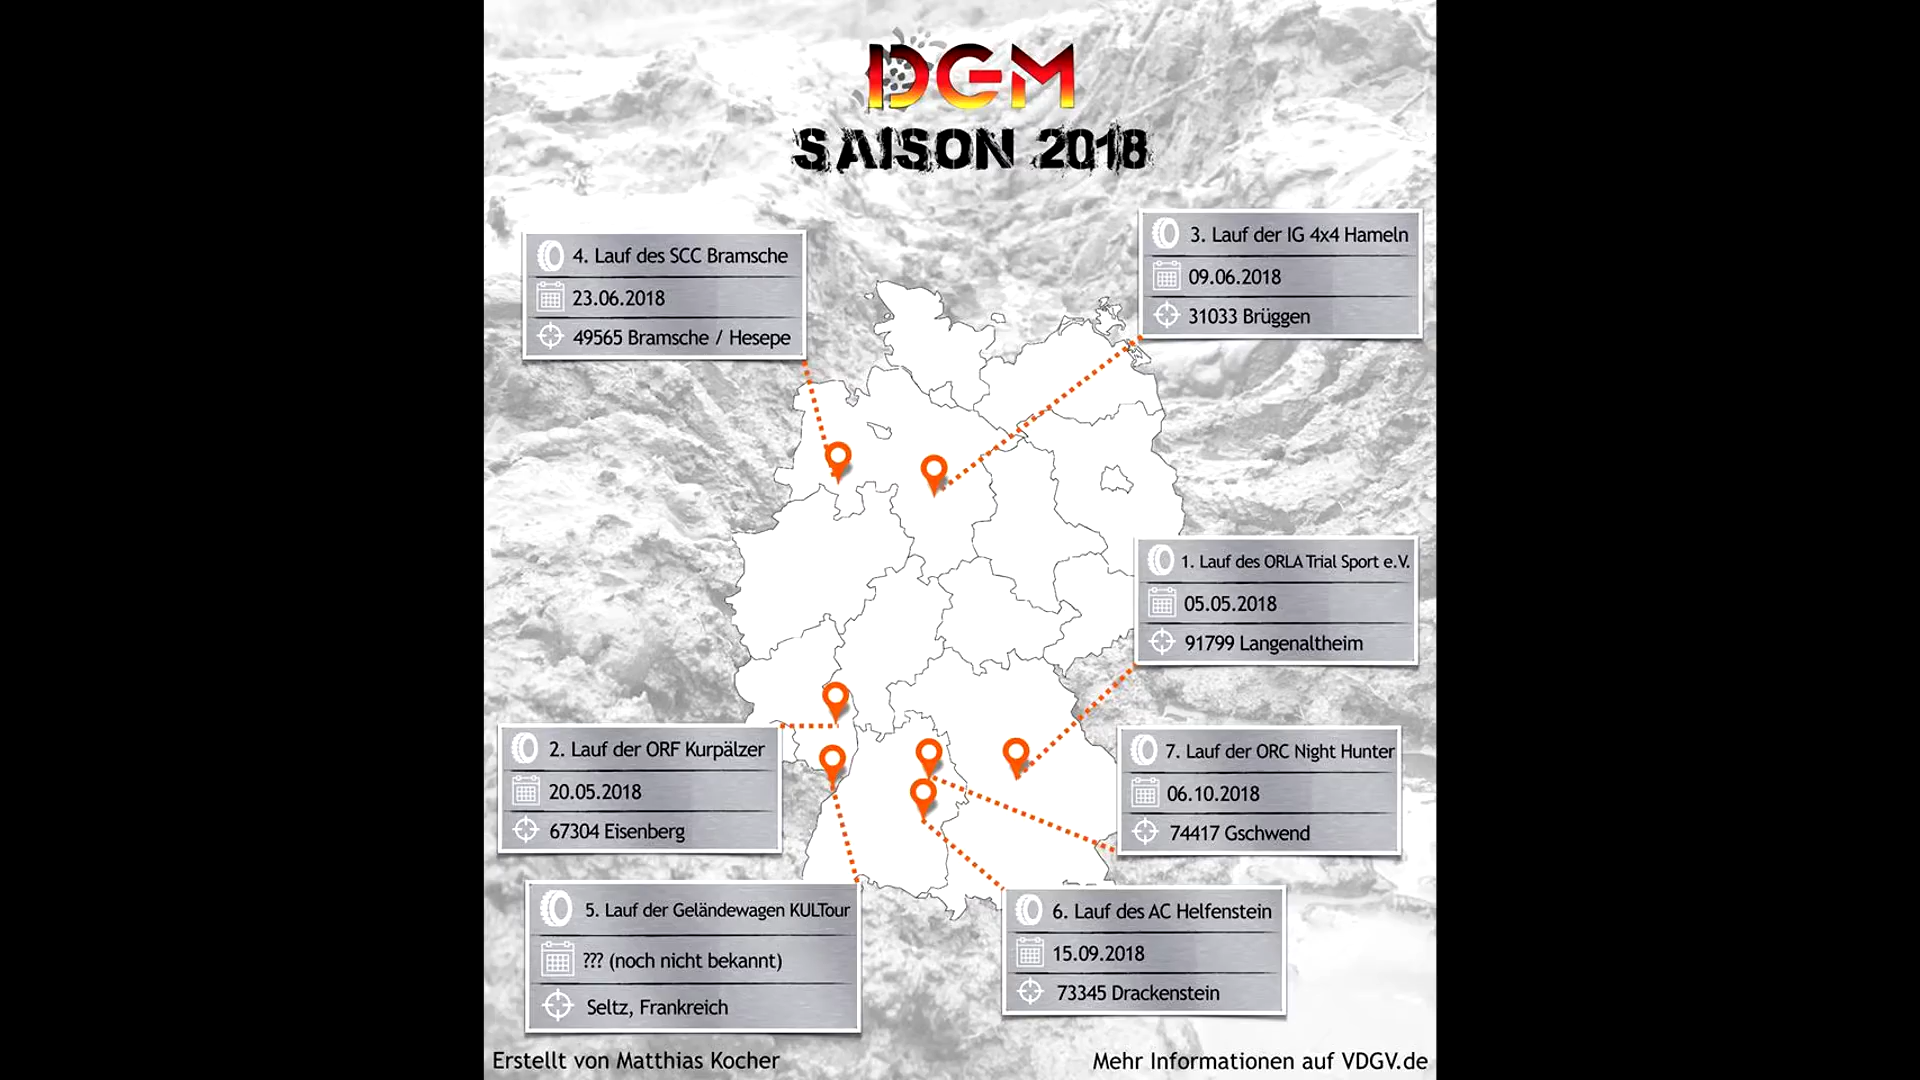 DGM
SAISON 2018
4. Lauf des SCC Bramsche
23.06.2018
49565 Bramsche / Hesepe
3. Lauf der IG 4x4 Hameln
09.06.2018
31033 Brüggen
1. Lauf des ORLA Trial Sport e.V.
05.05.2018
91799 Langenaltheim
2. Lauf der ORF Kurpälzer
20.05.2018
67304 Eisenberg
7. Lauf der ORC Night Hunter
06.10.2018
74417 Gschwend
5. Lauf der Geländewagen KULTour
??? (noch nicht bekannt)
Seltz, Frankreich
6. Lauf des AC Helfenstein
15.09.2018
73345 Drackenstein
Erstellt von Matthias Kocher
Mehr Informationen auf VDGV.de